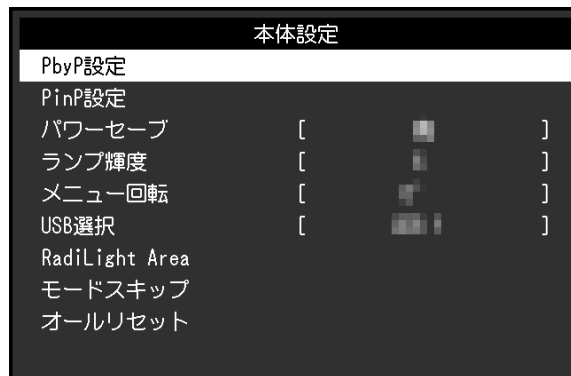 本体設定
PbyP設定
PinP設定
パワーセーブ [ ]
ランプ輝度 [ ]
メニュー回転 [ ]
USB選択 [ ]
RadiLight Area
モードスキップ
オールリセット